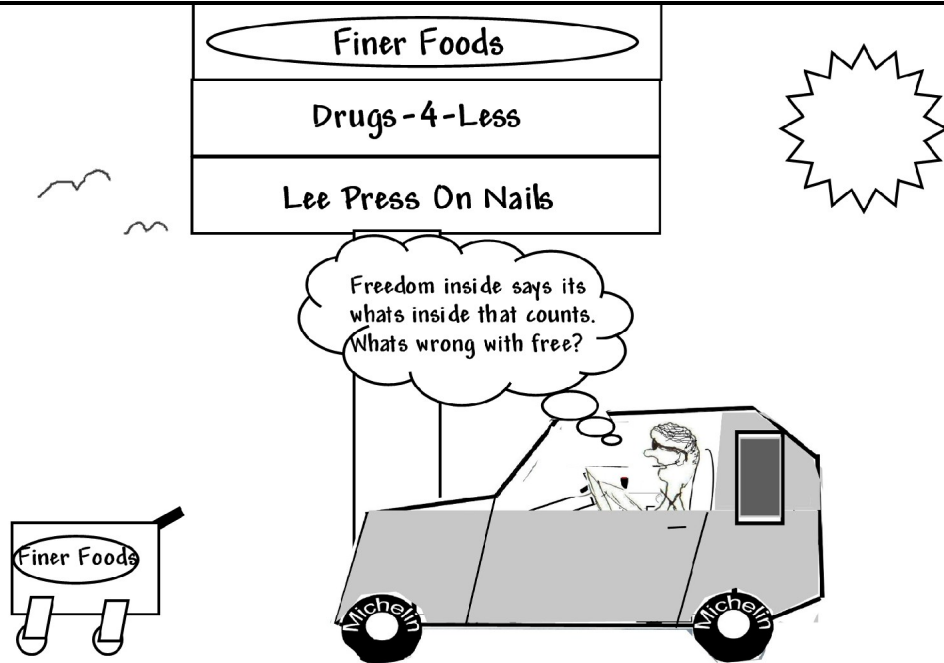 Finer Foods
Drugs-4-Less
Lee Press On Nails
Freedom inside says its
whats inside that counts.
Whats wrong with free?
Finer Foods
Michelin
Michelin